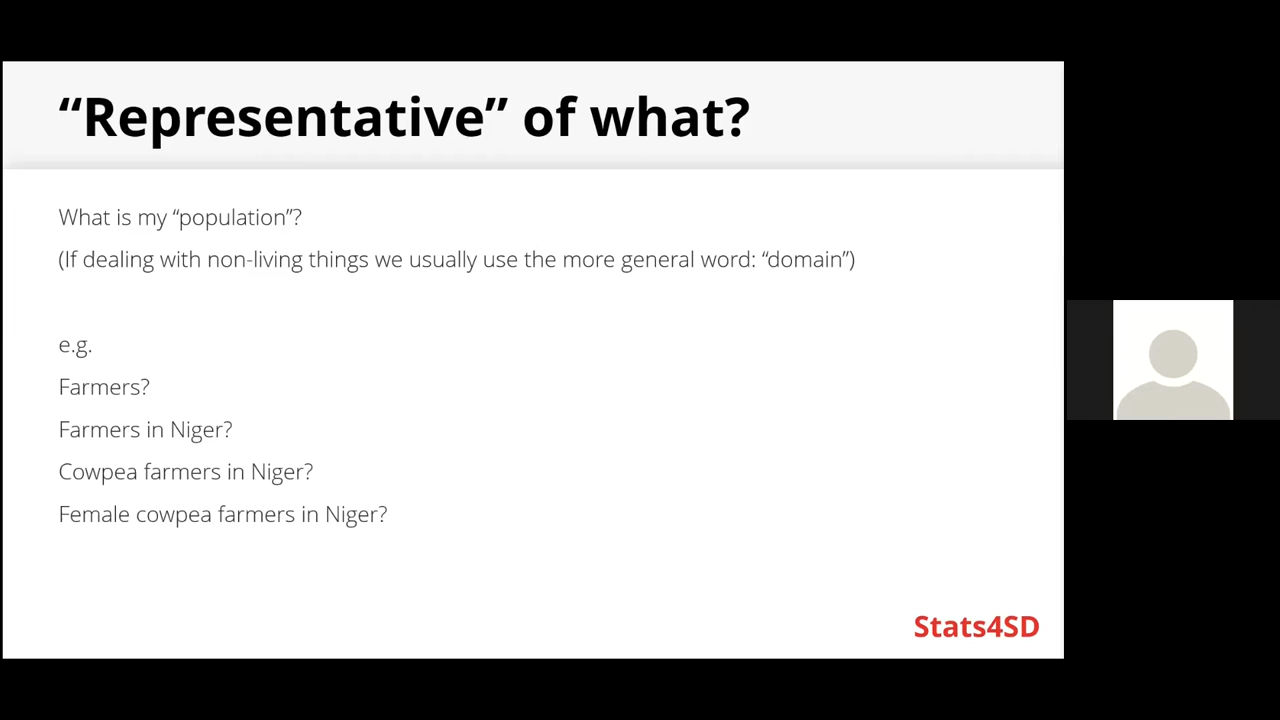 “Representative” of what?
What is my “population”?
(If dealing with non-living things we usually use the more general word: “domain”)
e.g.
Farmers?
Farmers in Niger?
Cowpea farmers in Niger?
Female cowpea farmers in Niger?
Stats4SD